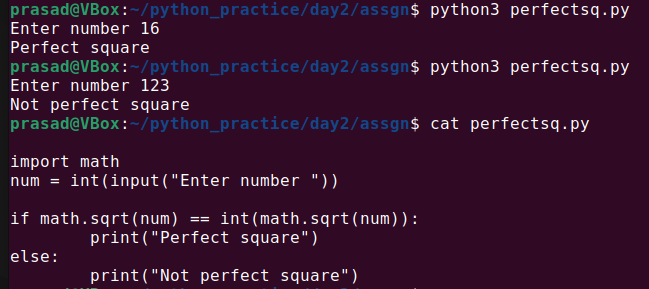 prasad@VBox:~/python_practice/day2/assgn$ python3 perfectsq.py
Enter number 16
Perfect square
prasad@VBox:~/python_practice/day2/assgn$ python3 perfectsq.py
Enter number 123
Not perfect square
prasad@VBox:~/python_practice/day2/assgn$ cat perfectsq.py
import math
num = int(input("Enter number "))
if math.sqrt(num) == int(math.sqrt(num)):
        print("Perfect square")
else:
        print("Not perfect square")